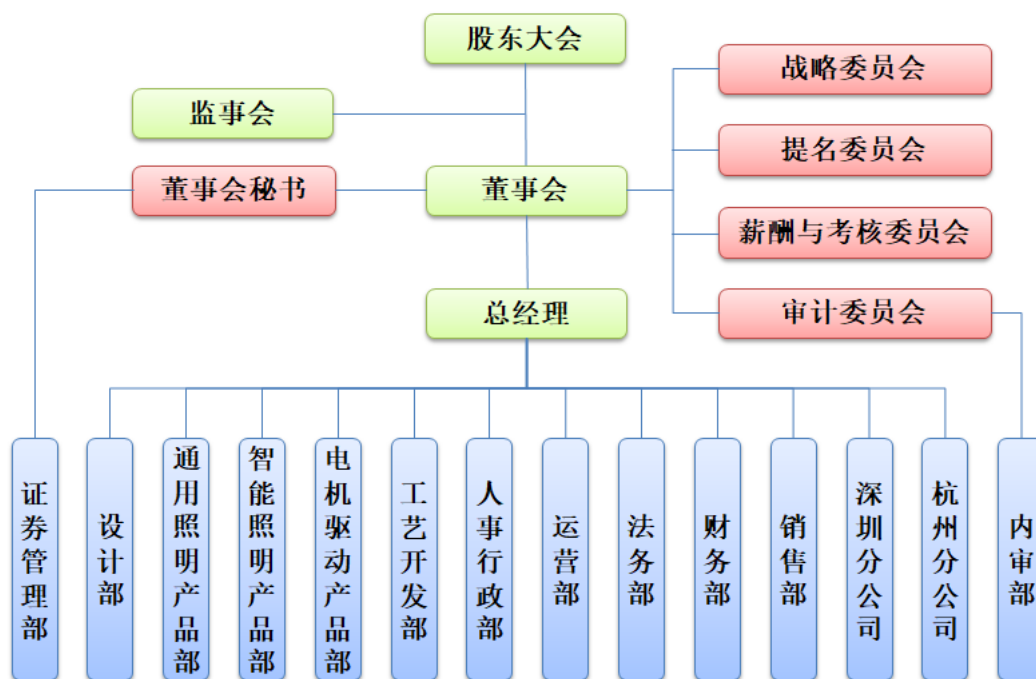 股东大会
战略委员会
监事会
提名委员会
董事会秘书
董事会
薪酬与考核委员会
总经理
审计委员会
证券管理部
设计部
通用照明产品部
智能照明产品部
电机驱动产品部
工艺开发部
人事行政部
运营部
法务部
财务部
销售部
深圳分公司
杭州分公司
内审部